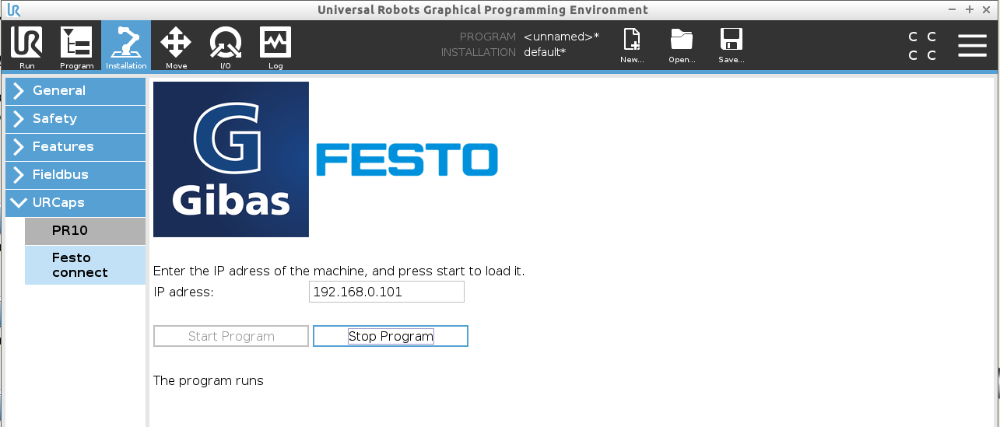 UR
Universal Robots Graphical Programming Environment
UR
Run
Program
Installation
Move
I/O
Log
PROGRAM <unnamed>*
INSTALLATION default*
New...
Open...
Save...
C C
C C
General
Safety
Features
Fieldbus
URCaps
PR10
Festo
connect
G
Gibas
FESTO
Enter the IP adress of the machine, and press start to load it.
IP adress: 192.168.0.101
Start Program Stop Program
The program runs